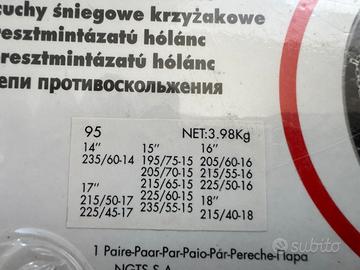 uchy śniegowe krzyżakowe
resztmintázatú hólánc
resztmintázatú hólánc
епи противоскольжения
95 NET:3.98Kg
14" 15" 16"
235/60-14 195/75-15 205/60-16
205/70-15 215/55-16
17" 215/65-15 225/50-16
215/50-17 225/60-15 18"
225/45-17 235/55-15 215/40-18
1 Paire-Paar-Par-Paio-Pár-Pereche-Пара
NGTS S.A.
subito